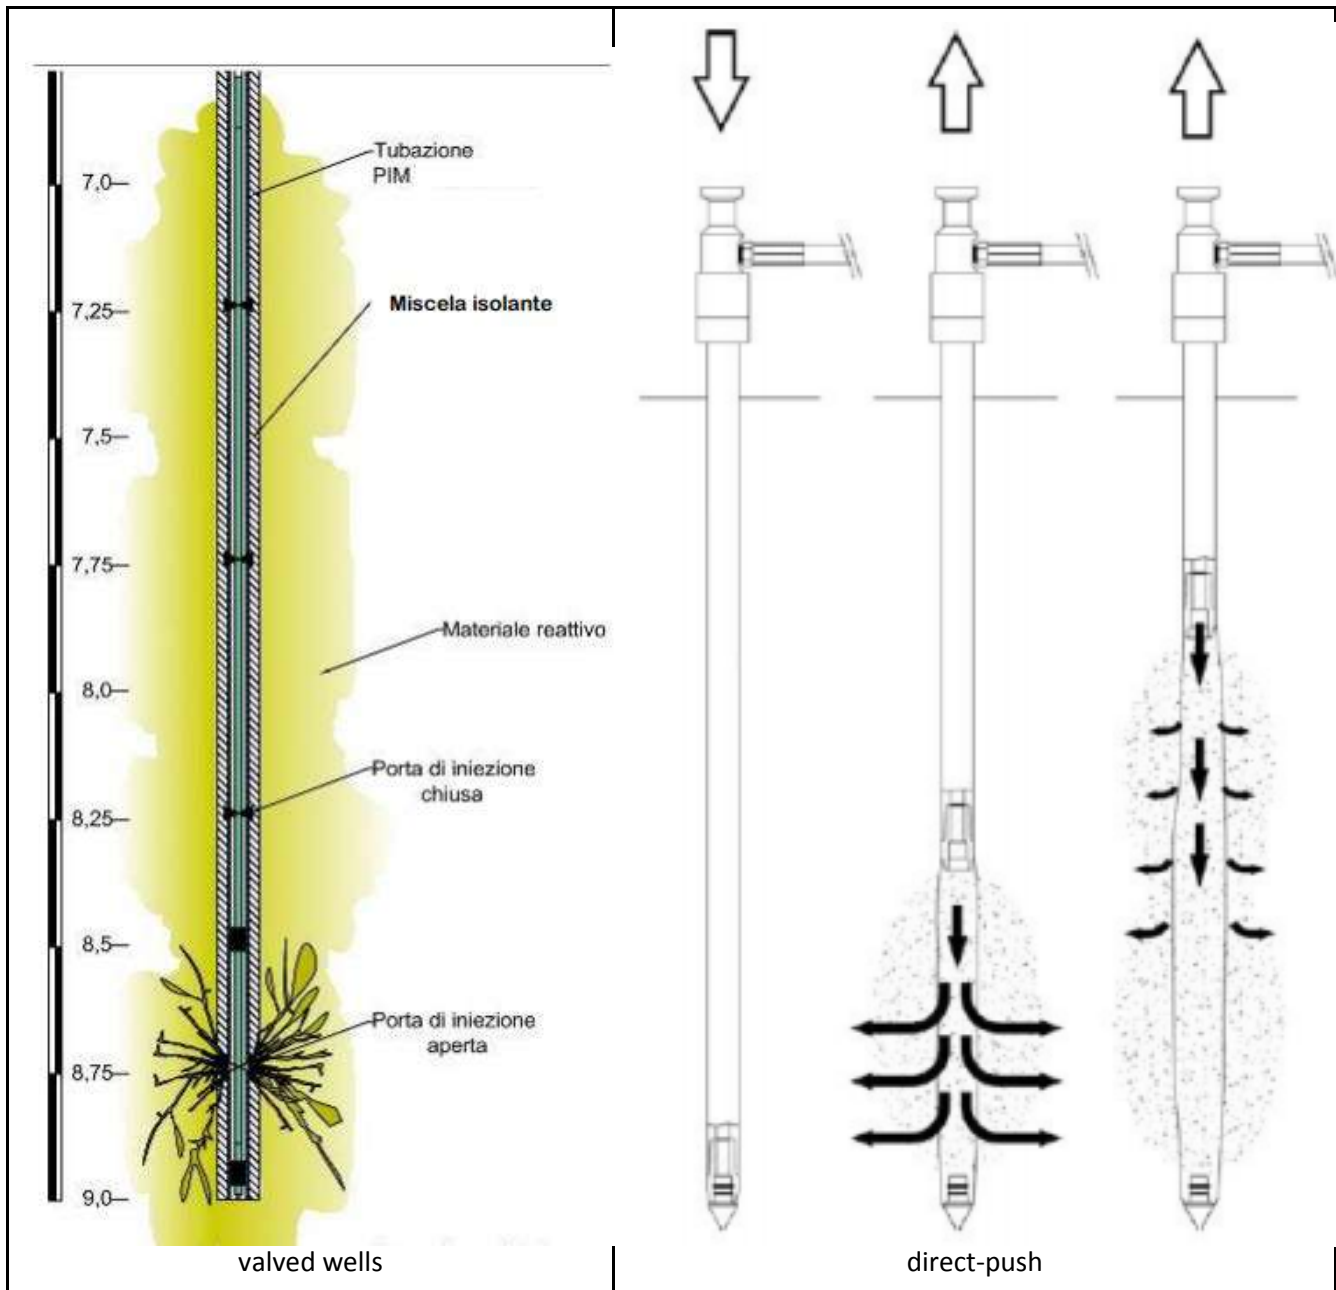 Tubazione
PIM
7,0
Miscela isolante
7,25
7,5
7,75
Materiale reattivo
8,0
Porta di iniezione
chiusa
8,25
8,5
Porta di iniezione
aperta
8,75
9,0
valved wells
direct-push